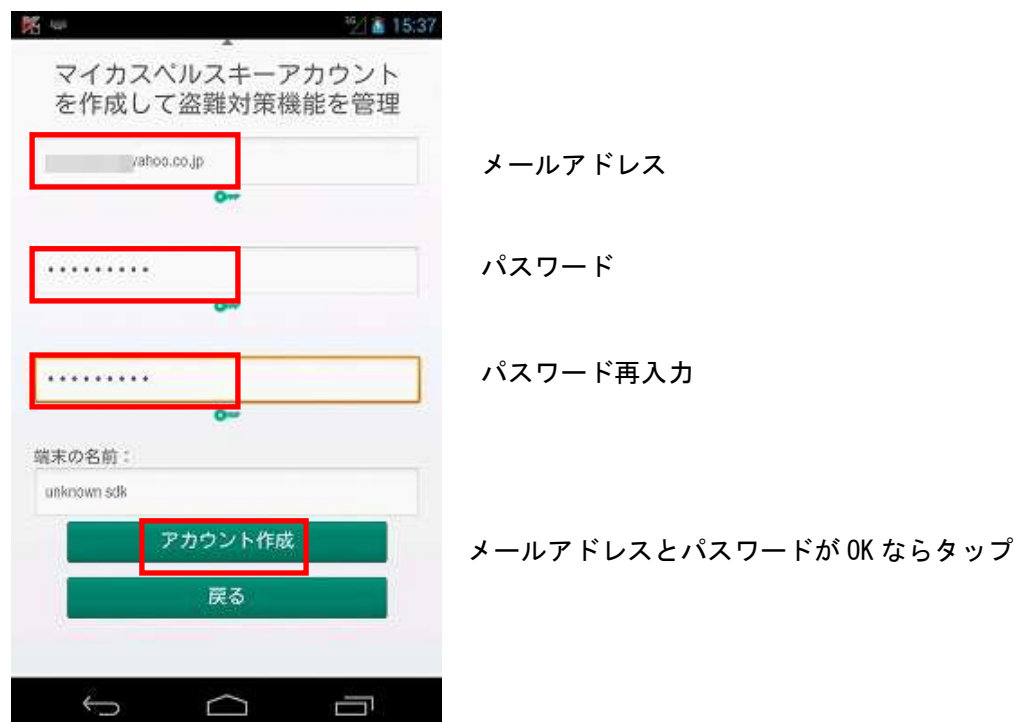 3G 15:37
マイカスペルスキーアカウント
を作成して盗難対策機能を管理
yahoo.co.jp
メールアドレス
•••••••••
パスワード
•••••••••
パスワード再入力
端末の名前:
unknown sdk
アカウント作成
メールアドレスとパスワードが OK ならタップ
戻る